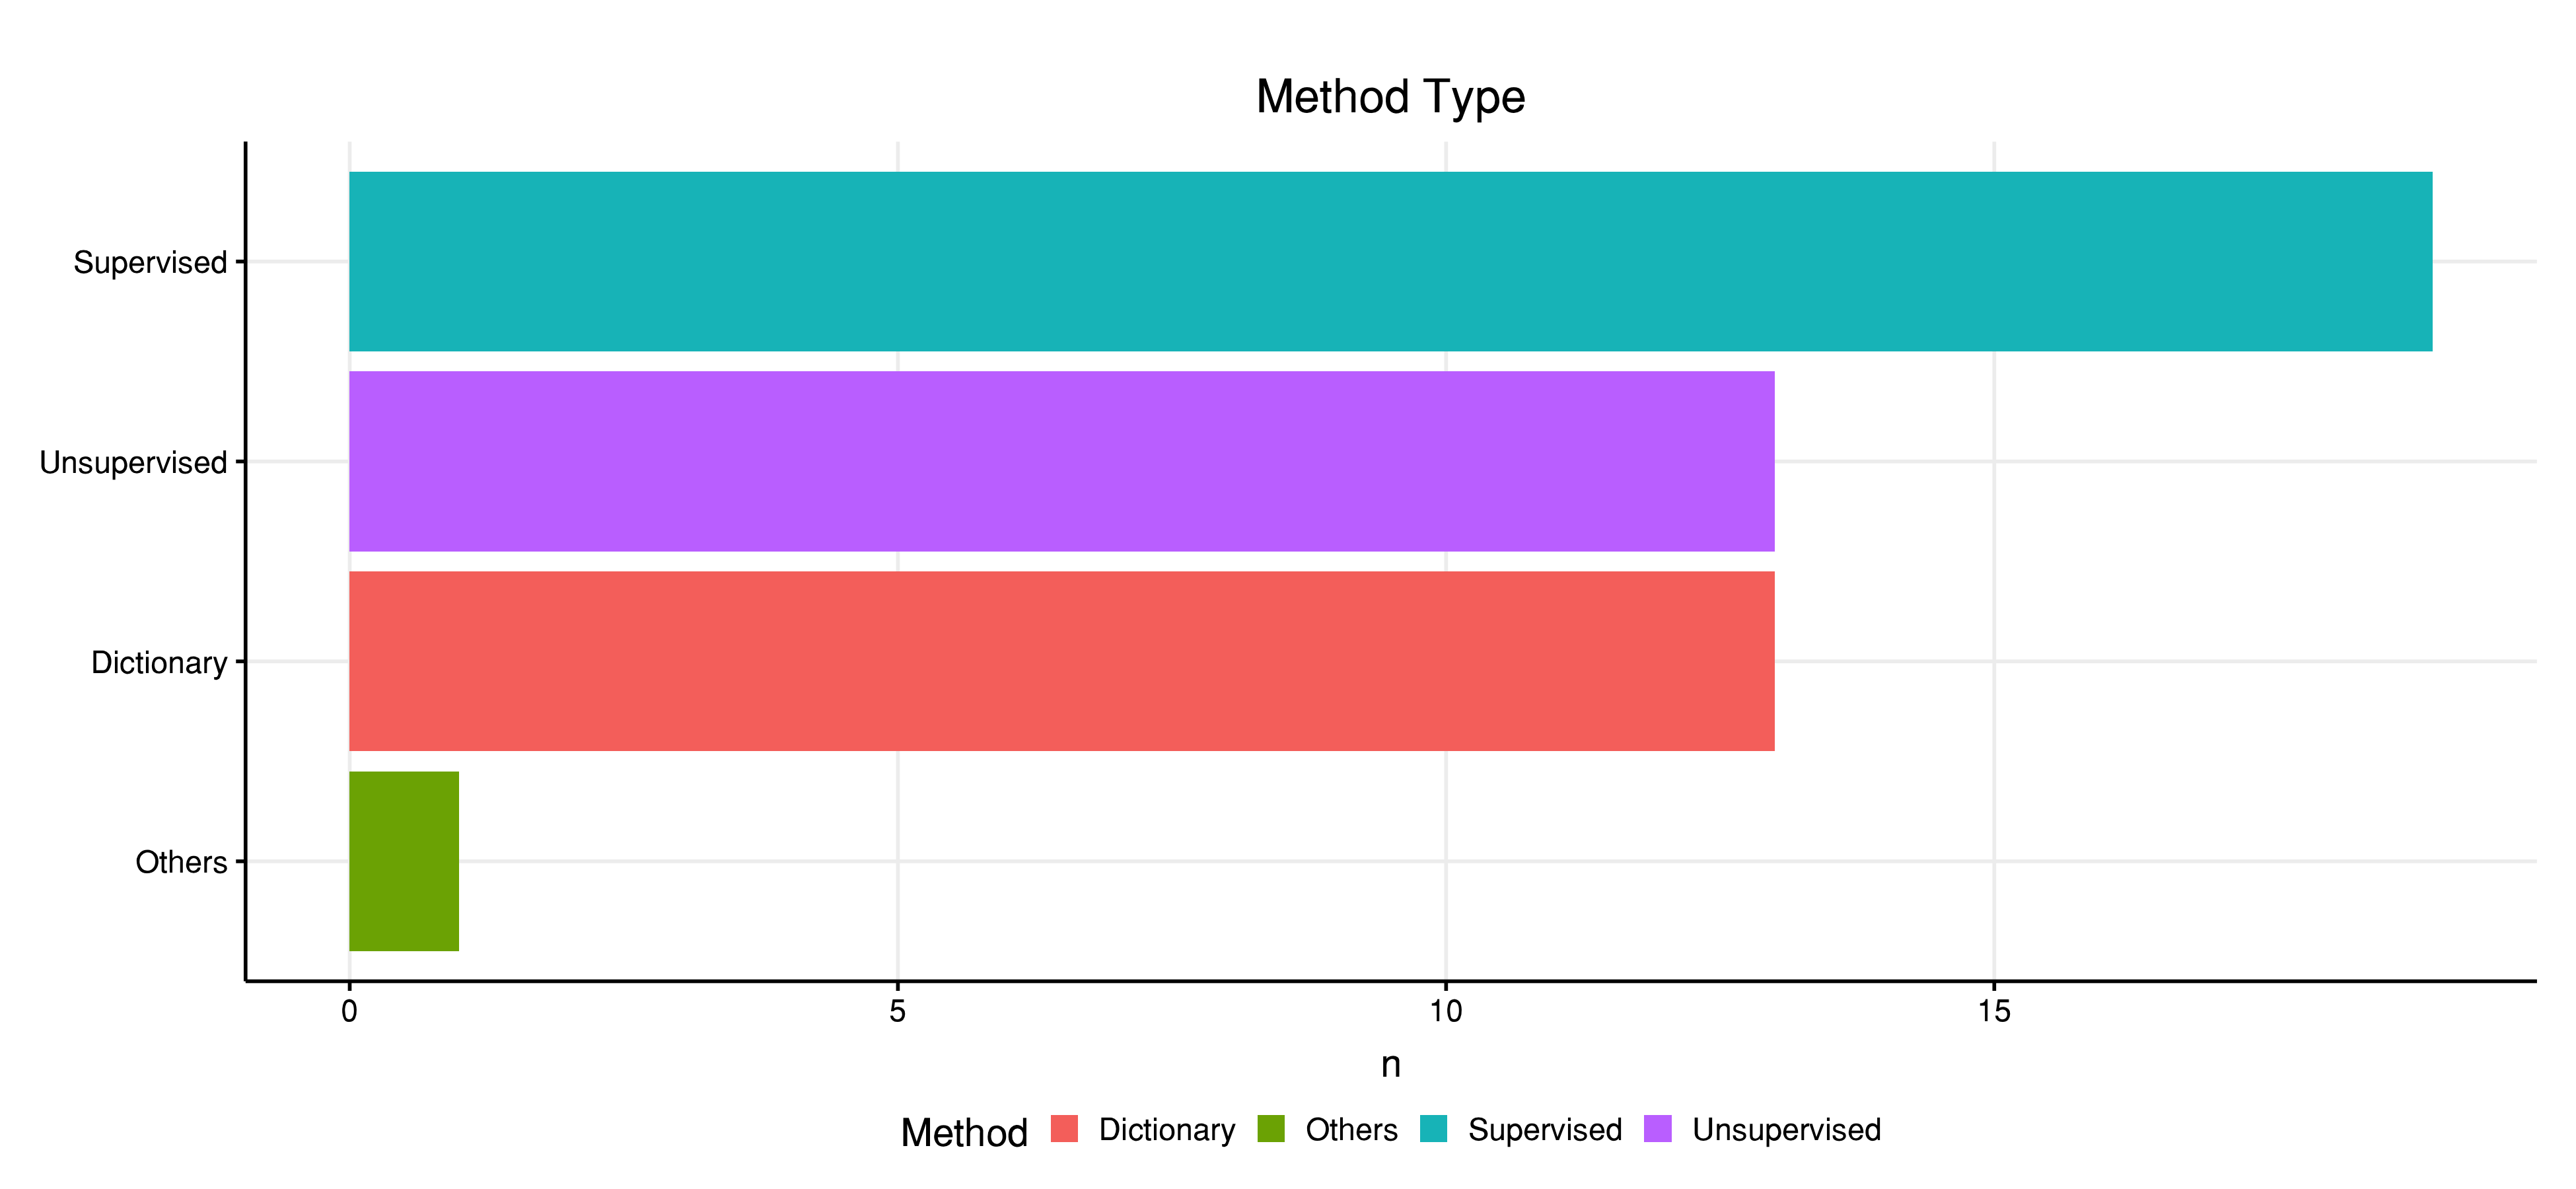 Method Type
Supervised
Unsupervised
Dictionary
Others
0 5 10 15
n
Method Dictionary Others Supervised Unsupervised